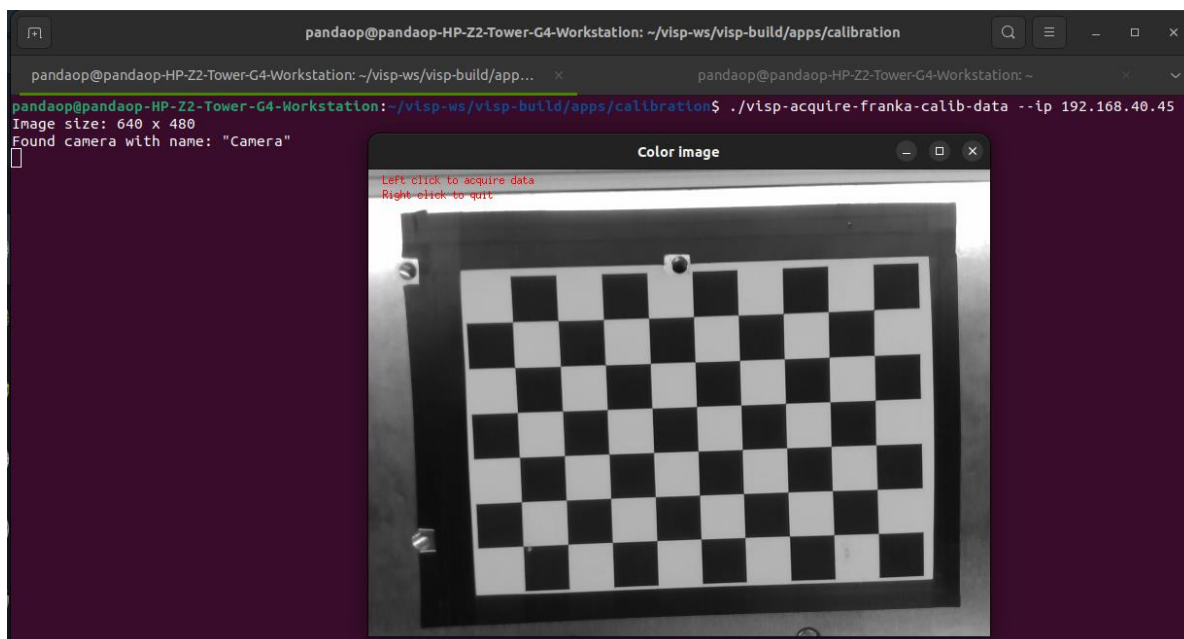 pandaop@pandaop-HP-Z2-Tower-G4-Workstation: ~/visp-ws/visp-build/apps/calibration
pandaop@pandaop-HP-Z2-Tower-G4-Workstation: ~/visp-ws/visp-build/app…
pandaop@pandaop-HP-Z2-Tower-G4-Workstation: ~
pandaop@pandaop-HP-Z2-Tower-G4-Workstation:~/visp-ws/visp-build/apps/calibration$ ./visp-acquire-franka-calib-data --ip 192.168.40.45
Image size: 640 x 480
Found camera with name: "Camera"
Color image
Left click to acquire data
Right click to quit